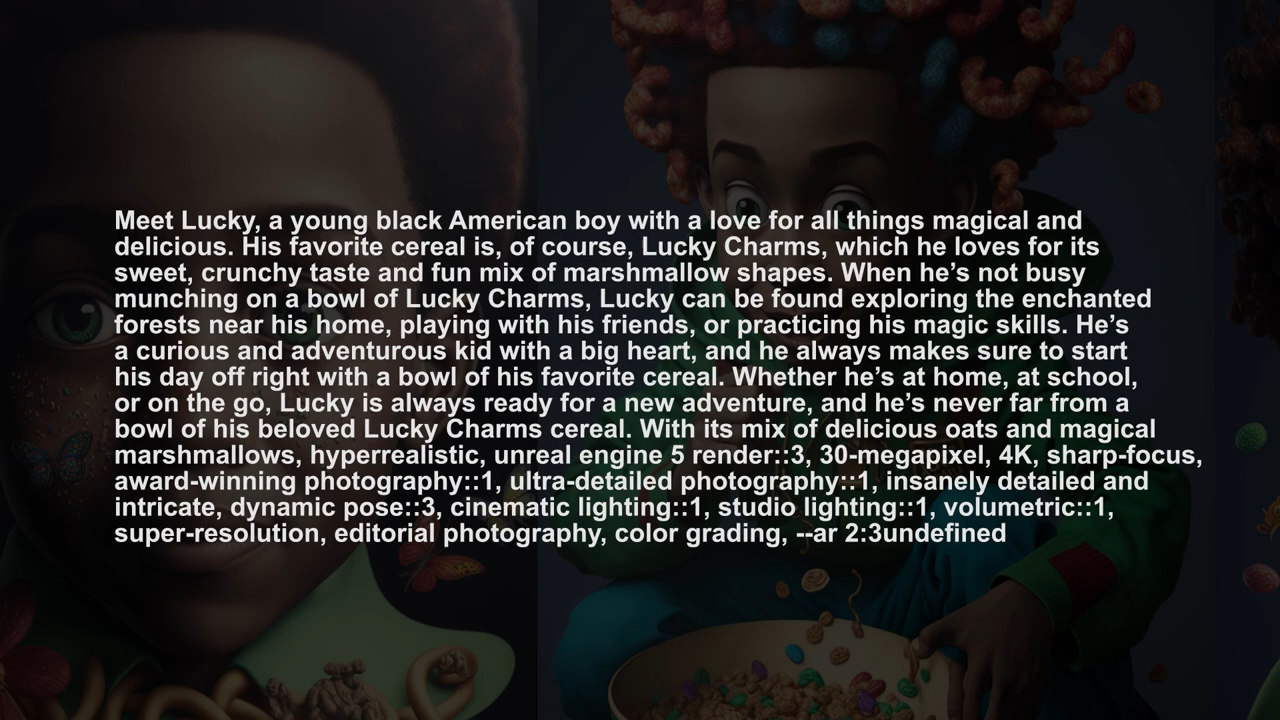 Meet Lucky, a young black American boy with a love for all things magical and
delicious. His favorite cereal is, of course, Lucky Charms, which he loves for its
sweet, crunchy taste and fun mix of marshmallow shapes. When he’s not busy
munching on a bowl of Lucky Charms, Lucky can be found exploring the enchanted
forests near his home, playing with his friends, or practicing his magic skills. He’s
a curious and adventurous kid with a big heart, and he always makes sure to start
his day off right with a bowl of his favorite cereal. Whether he’s at home, at school,
or on the go, Lucky is always ready for a new adventure, and he’s never far from a
bowl of his beloved Lucky Charms cereal. With its mix of delicious oats and magical
marshmallows, hyperrealistic, unreal engine 5 render::3, 30-megapixel, 4K, sharp-focus,
award-winning photography::1, ultra-detailed photography::1, insanely detailed and
intricate, dynamic pose::3, cinematic lighting::1, studio lighting::1, volumetric::1,
super-resolution, editorial photography, color grading, --ar 2:3undefined